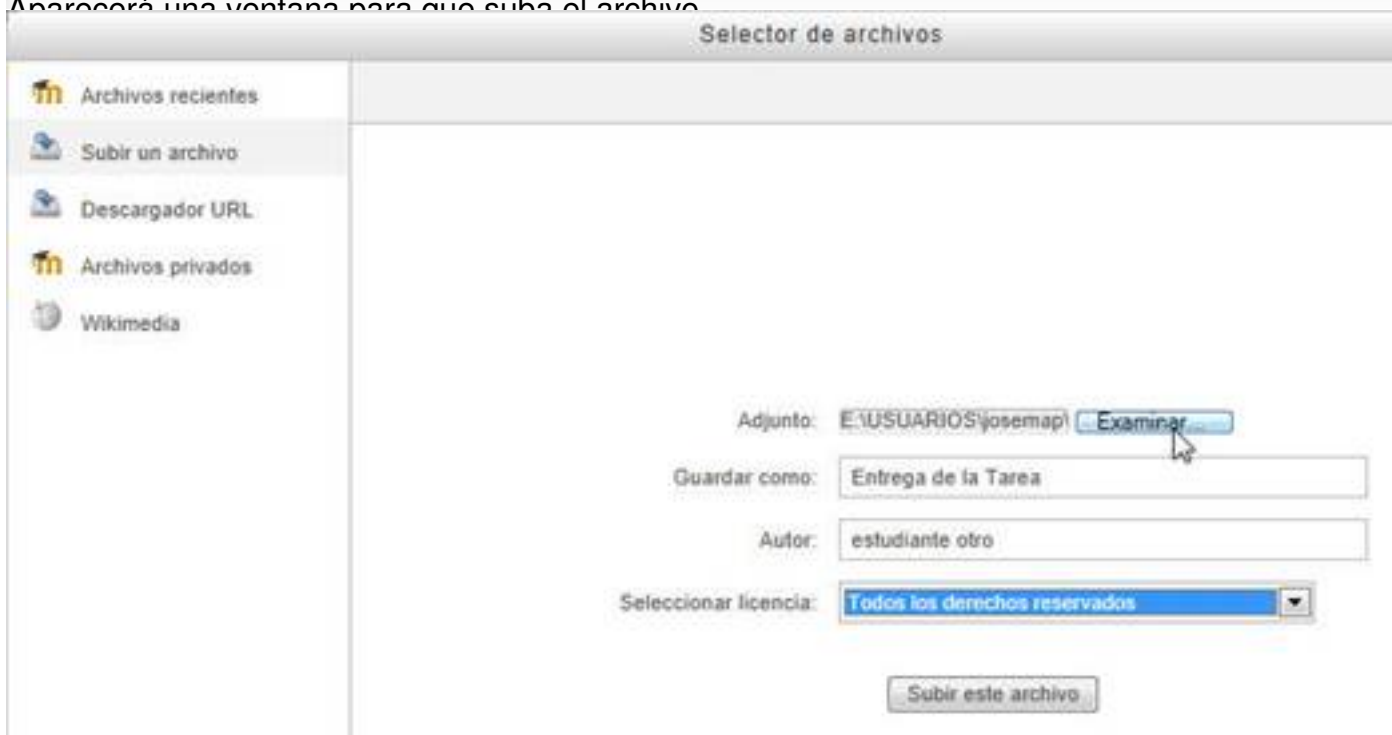 Aparecerá una ventana para que suba el archivo
Selector de archivos
Archivos recientes
Subir un archivo
Descargador URL
Archivos privados
Wikimedia
Adjunto: E:\USUARIOS\josemap\ Examinar...
Guardar como: Entrega de la Tarea
Autor: estudiante otro
Seleccionar licencia: Todos los derechos reservados
Subir este archivo